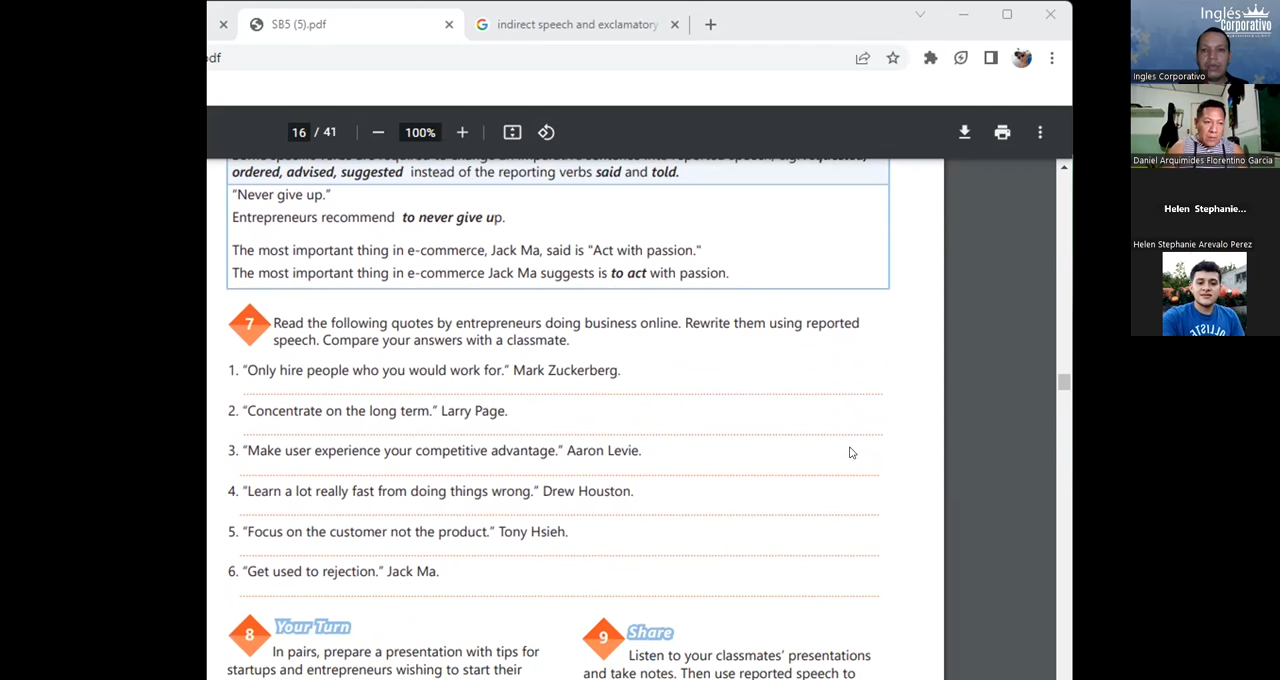 SB5 (5).pdf
indirect speech and exclamatory
pdf
16 / 41
100%
ordered, advised, suggested instead of the reporting verbs said and told.
“Never give up.”
Entrepreneurs recommend to never give up.
The most important thing in e-commerce, Jack Ma, said is "Act with passion."
The most important thing in e-commerce Jack Ma suggests is to act with passion.
7 Read the following quotes by entrepreneurs doing business online. Rewrite them using reported
speech. Compare your answers with a classmate.
1. “Only hire people who you would work for.” Mark Zuckerberg.
2. “Concentrate on the long term.” Larry Page.
3. “Make user experience your competitive advantage.” Aaron Levie.
4. “Learn a lot really fast from doing things wrong.” Drew Houston.
5. “Focus on the customer not the product.” Tony Hsieh.
6. “Get used to rejection.” Jack Ma.
8 Your Turn
In pairs, prepare a presentation with tips for
startups and entrepreneurs wishing to start their
9 Share
Listen to your classmates’ presentations
and take notes. Then use reported speech to
Inglés
Corporativo
Ingles Corporativo
Daniel Arquimides Florentino Garcia
Helen Stephanie...
Helen Stephanie Arevalo Perez